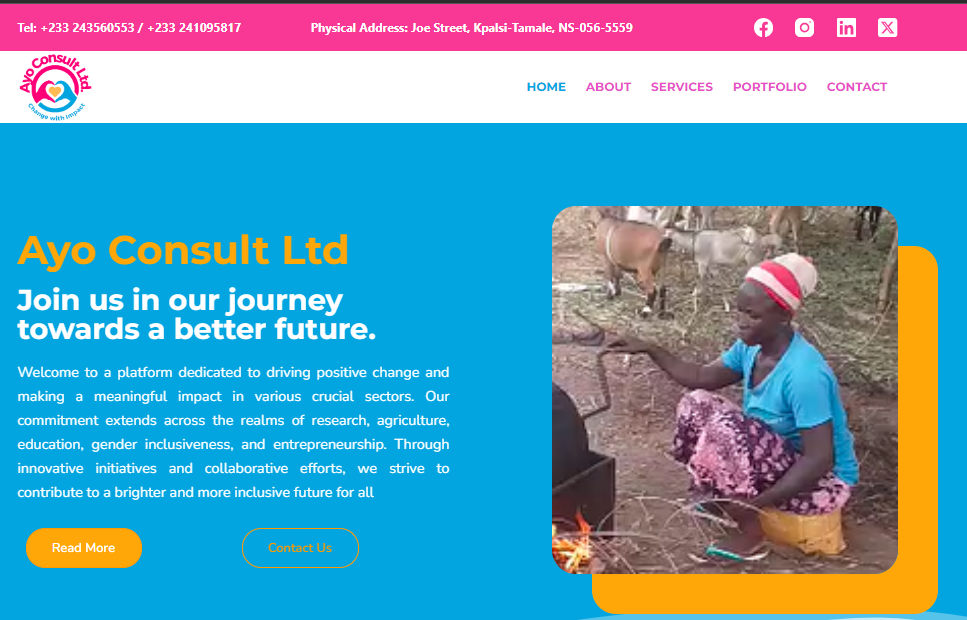 Tel: +233 243560553 / +233 241095817
Physical Address: Joe Street, Kpalsi-Tamale, NS-056-5559
Ayo Consult Ltd.
Change with impact
HOME ABOUT SERVICES PORTFOLIO CONTACT
Ayo Consult Ltd
Join us in our journey
towards a better future.
Welcome to a platform dedicated to driving positive change and
making a meaningful impact in various crucial sectors. Our
commitment extends across the realms of research, agriculture,
education, gender inclusiveness, and entrepreneurship. Through
innovative initiatives and collaborative efforts, we strive to
contribute to a brighter and more inclusive future for all
Read More
Contact Us